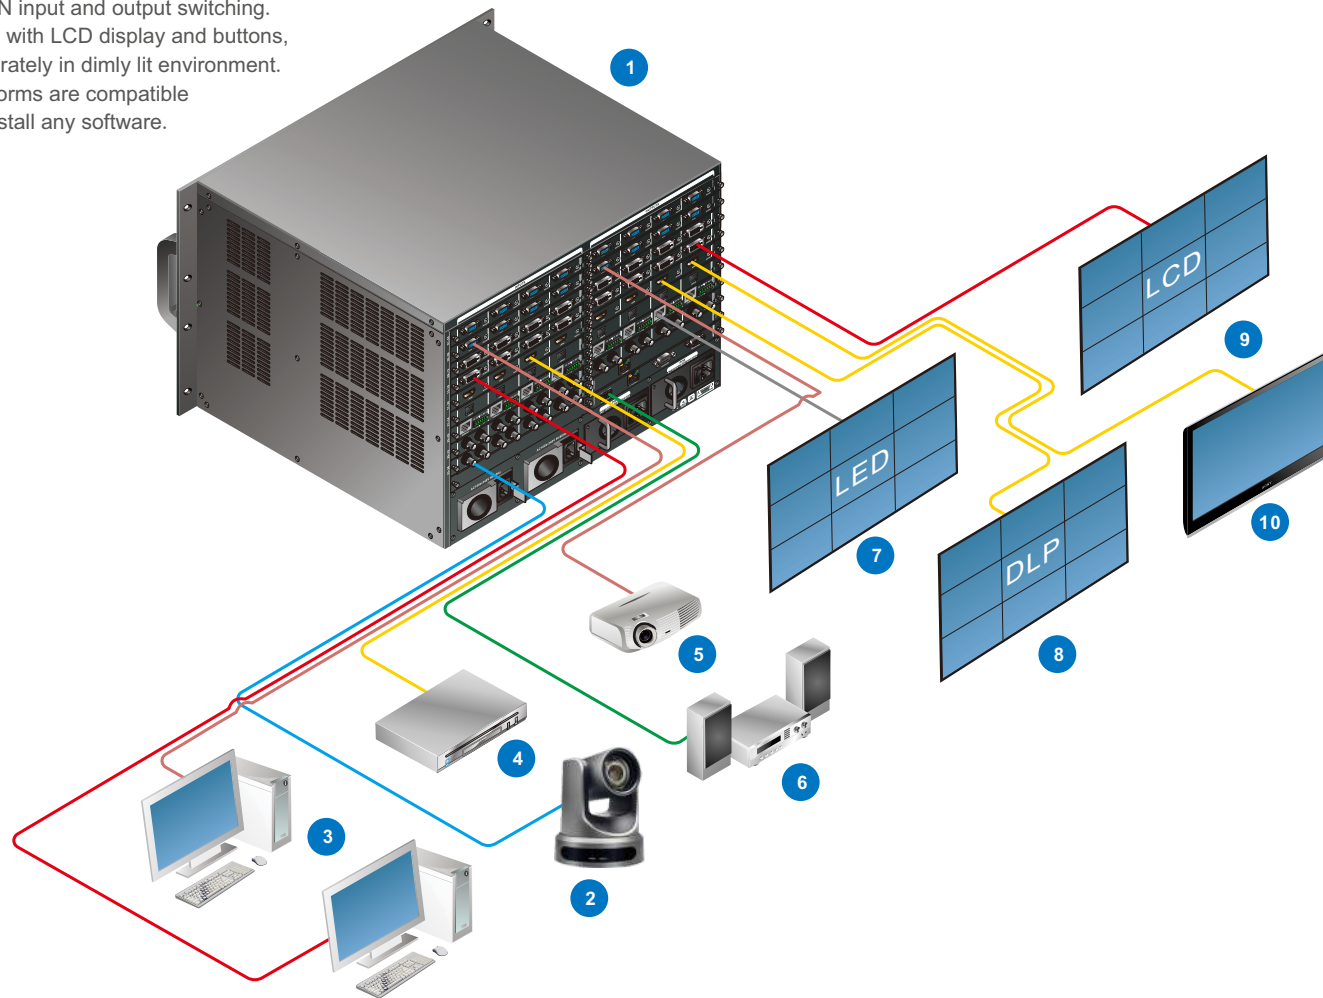 N input and output switching.
with LCD display and buttons,
rately in dimly lit environment.
orms are compatible
stall any software.
1
LCD
9
LED
10
7
DLP
8
5
4
6
3
2